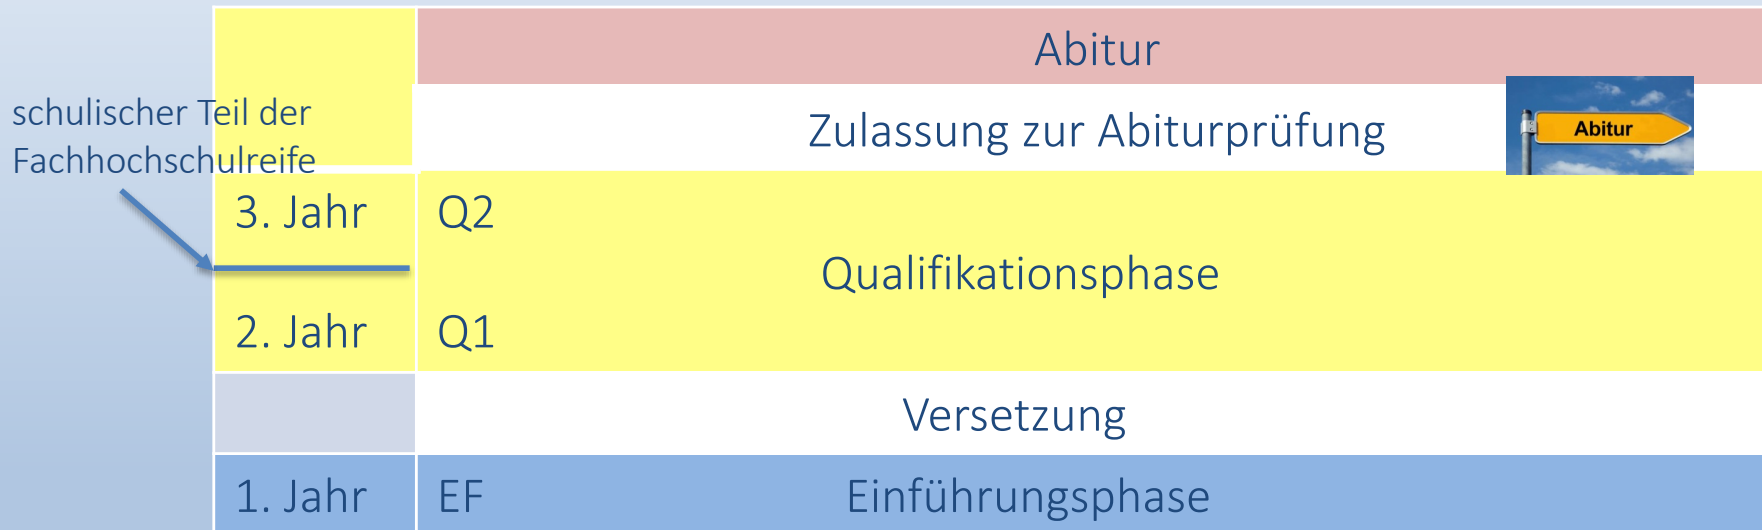 Abitur
schulischer Teil der
Fachhochschulreife
Zulassung zur Abiturprüfung
Abitur
3. Jahr Q2
Qualifikationsphase
2. Jahr Q1
Versetzung
1. Jahr EF Einführungsphase